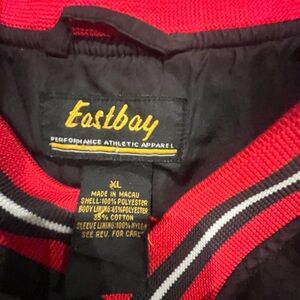 Eastbay
PERFORMANCE ATHLETIC APPAREL
XL
MADE IN MACAU
SHELL:100% POLYESTER
BODY LINING:65%POLYESTER
35% COTTON
SLEEVE LINING:100% NYLON
SEE REV. FOR CARE